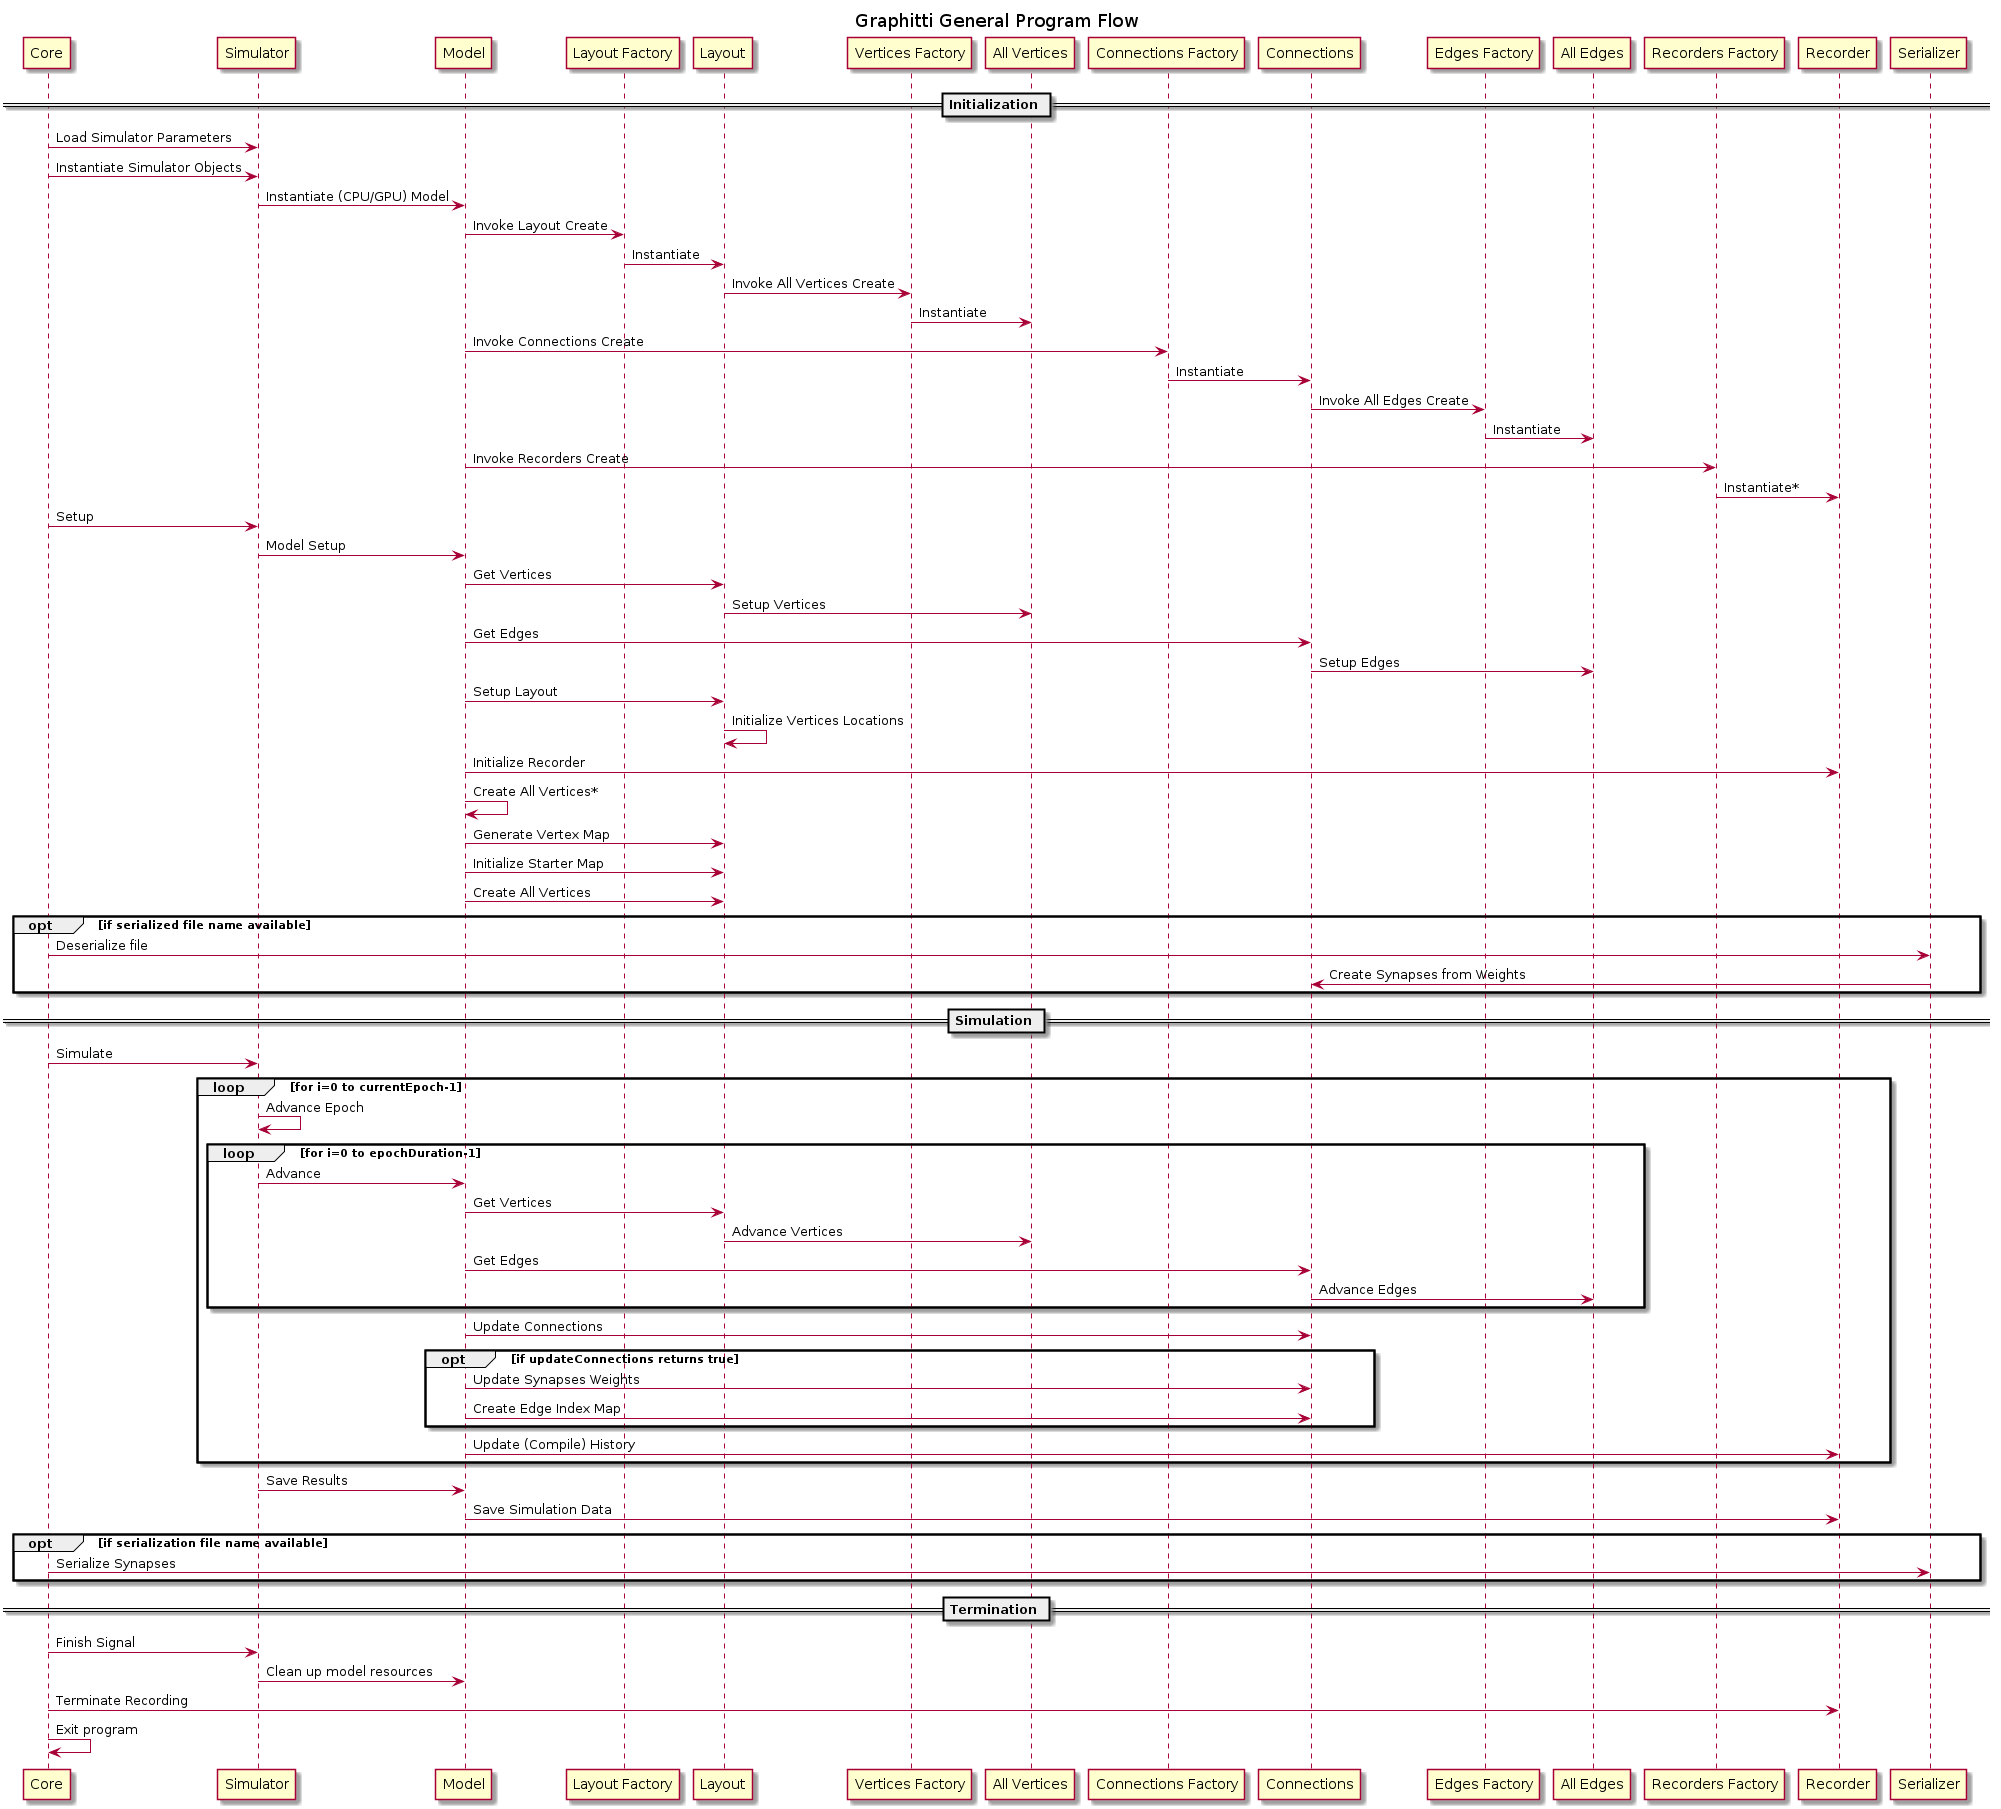 Graphitti General Program Flow
Core Simulator Model Layout Factory Layout Vertices Factory All Vertices Connections Factory Connections Edges Factory All Edges Recorders Factory Recorder Serializer
Initialization
Load Simulator Parameters
Instantiate Simulator Objects
Instantiate (CPU/GPU) Model
Invoke Layout Create
Instantiate
Invoke All Vertices Create
Instantiate
Invoke Connections Create
Instantiate
Invoke All Edges Create
Instantiate
Invoke Recorders Create
Instantiate*
Setup
Model Setup
Get Vertices
Setup Vertices
Get Edges
Setup Edges
Setup Layout
Initialize Vertices Locations
Initialize Recorder
Create All Vertices*
Generate Vertex Map
Initialize Starter Map
Create All Vertices
opt [if serialized file name available]
Deserialize file
Create Synapses from Weights
Simulation
Simulate
loop [for i=0 to currentEpoch-1]
Advance Epoch
loop [for i=0 to epochDuration-1]
Advance
Get Vertices
Advance Vertices
Get Edges
Advance Edges
Update Connections
opt [if updateConnections returns true]
Update Synapses Weights
Create Edge Index Map
Update (Compile) History
Save Results
Save Simulation Data
opt [if serialization file name available]
Serialize Synapses
Termination
Finish Signal
Clean up model resources
Terminate Recording
Exit program
Core Simulator Model Layout Factory Layout Vertices Factory All Vertices Connections Factory Connections Edges Factory All Edges Recorders Factory Recorder Serializer